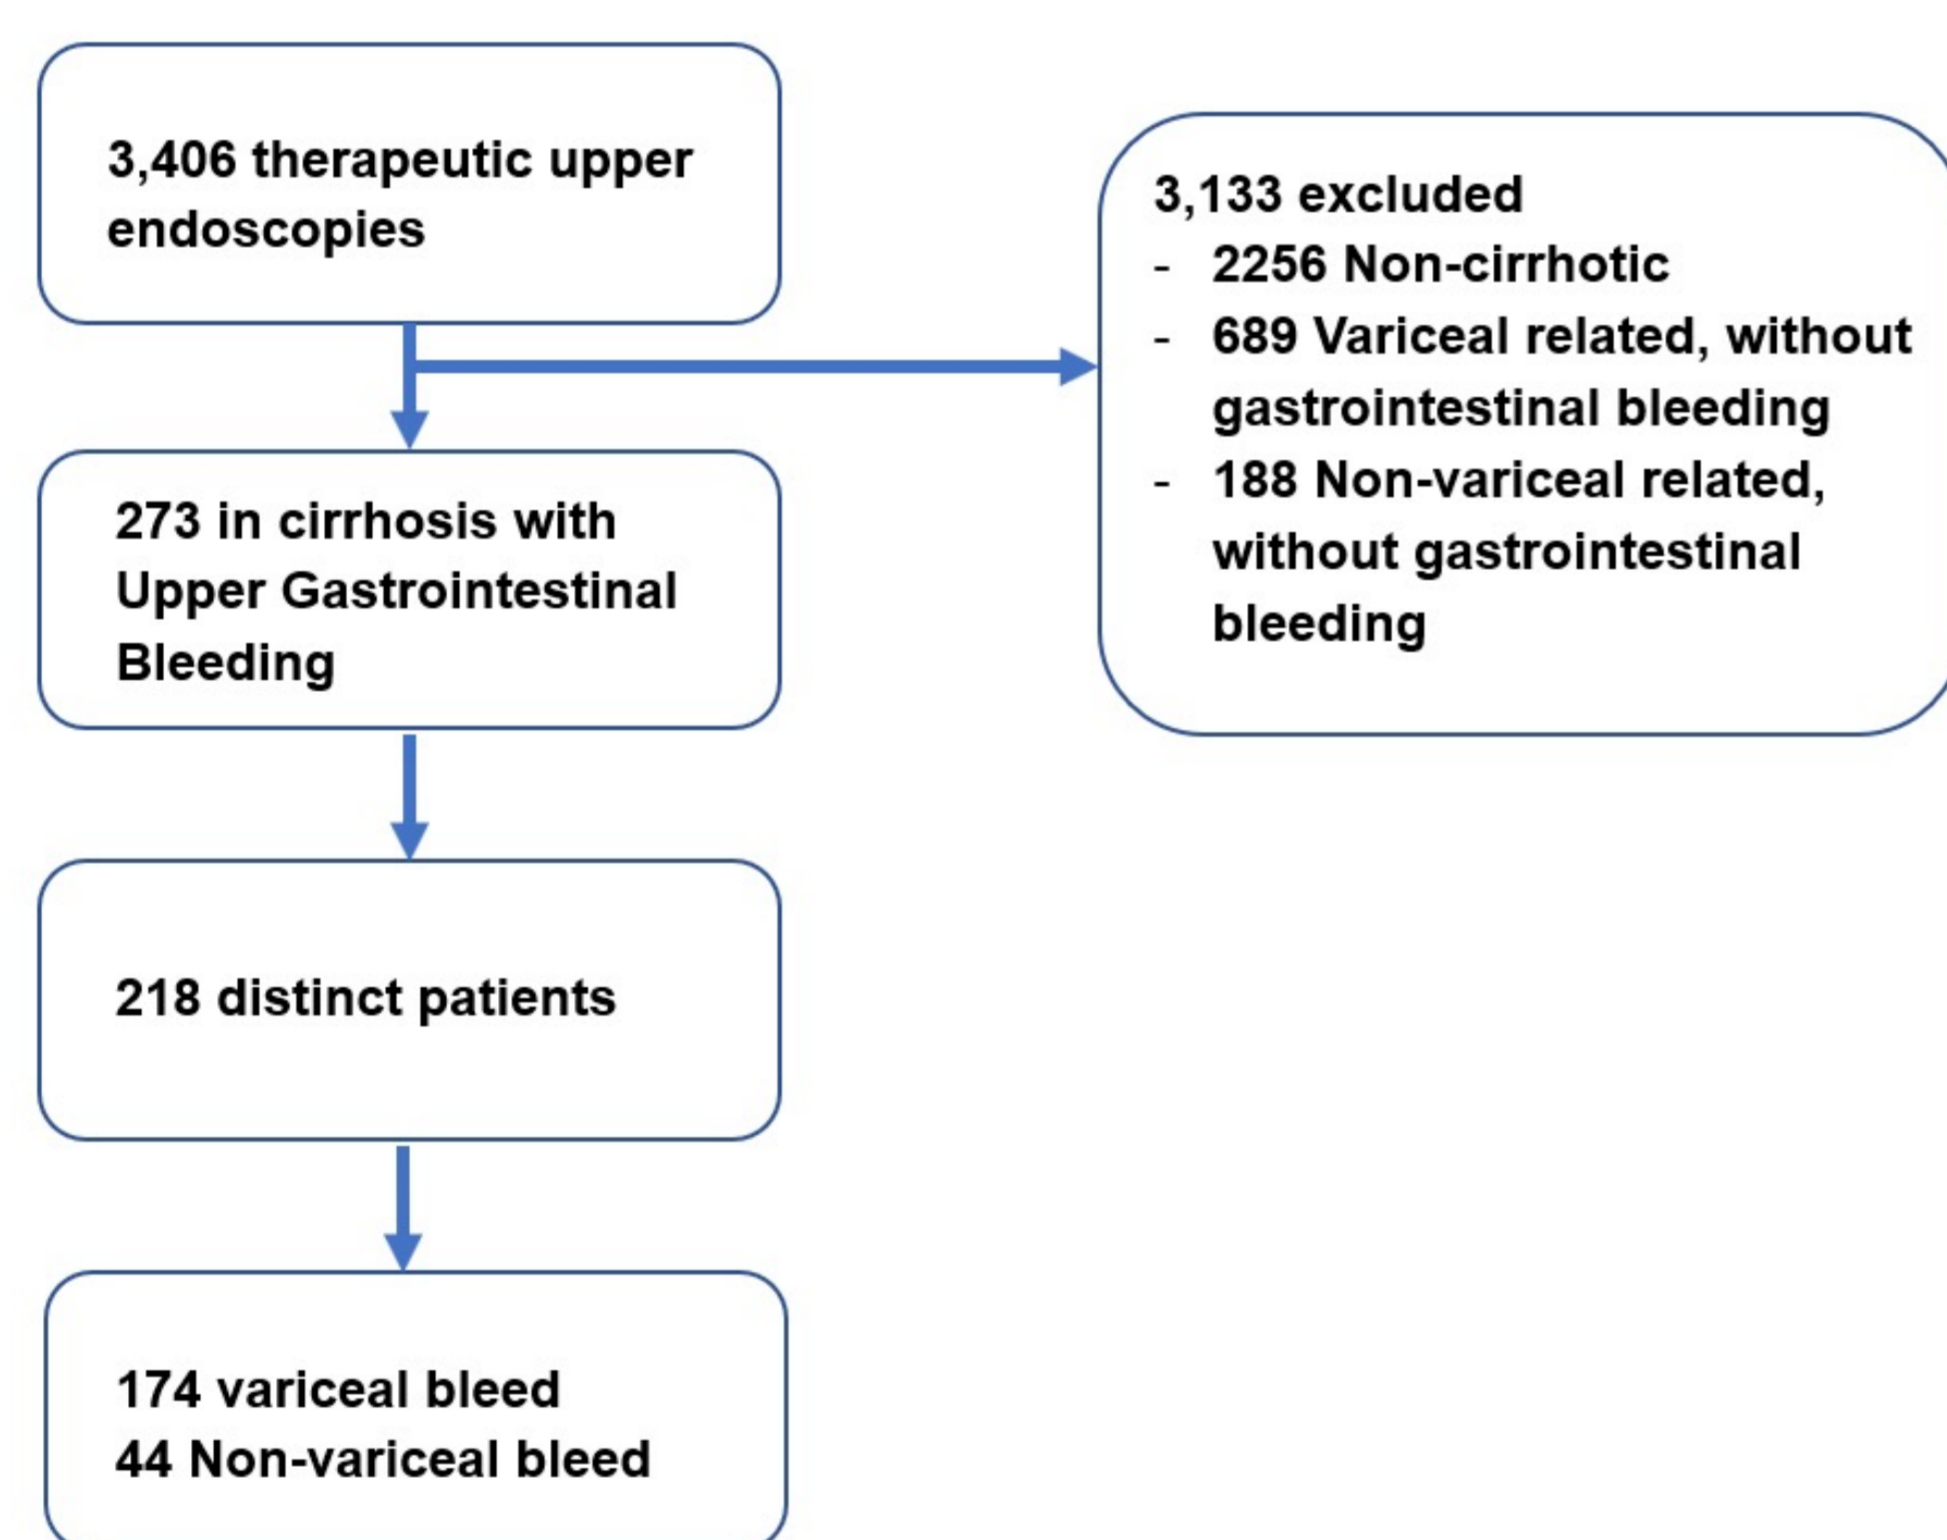 3,406 therapeutic upper
endoscopies
3,133 excluded
- 2256 Non-cirrhotic
- 689 Variceal related, without
gastrointestinal bleeding
- 188 Non-variceal related,
without gastrointestinal
bleeding
273 in cirrhosis with
Upper Gastrointestinal
Bleeding
218 distinct patients
174 variceal bleed
44 Non-variceal bleed